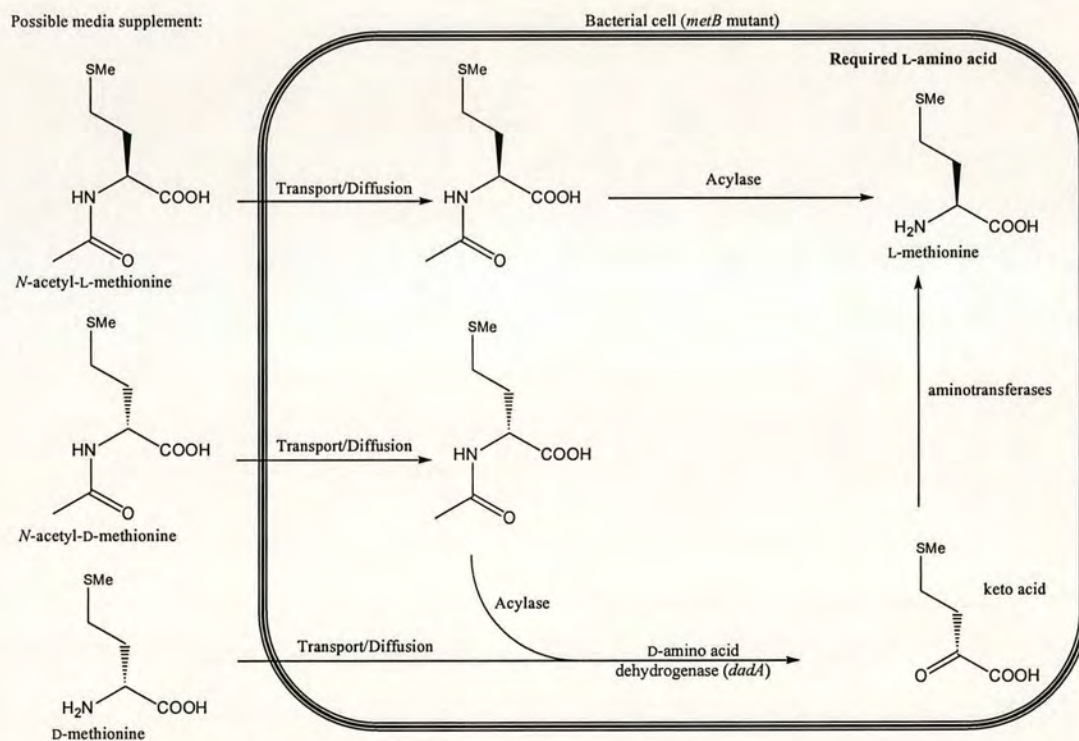 Possible media supplement:
Bacterial cell (metB mutant)
Required L-amino acid
SMe
HN
COOH
O
N-acetyl-L-methionine
Transport/Diffusion
SMe
HN
COOH
O
Acylase
SMe
H₂N
COOH
L-methionine
SMe
HN
COOH
O
N-acetyl-D-methionine
Transport/Diffusion
SMe
HN
COOH
O
aminotransferases
Acylase
SMe
H₂N
COOH
D-methionine
Transport/Diffusion
D-amino acid
dehydrogenase (dadA)
SMe
keto acid
O
COOH